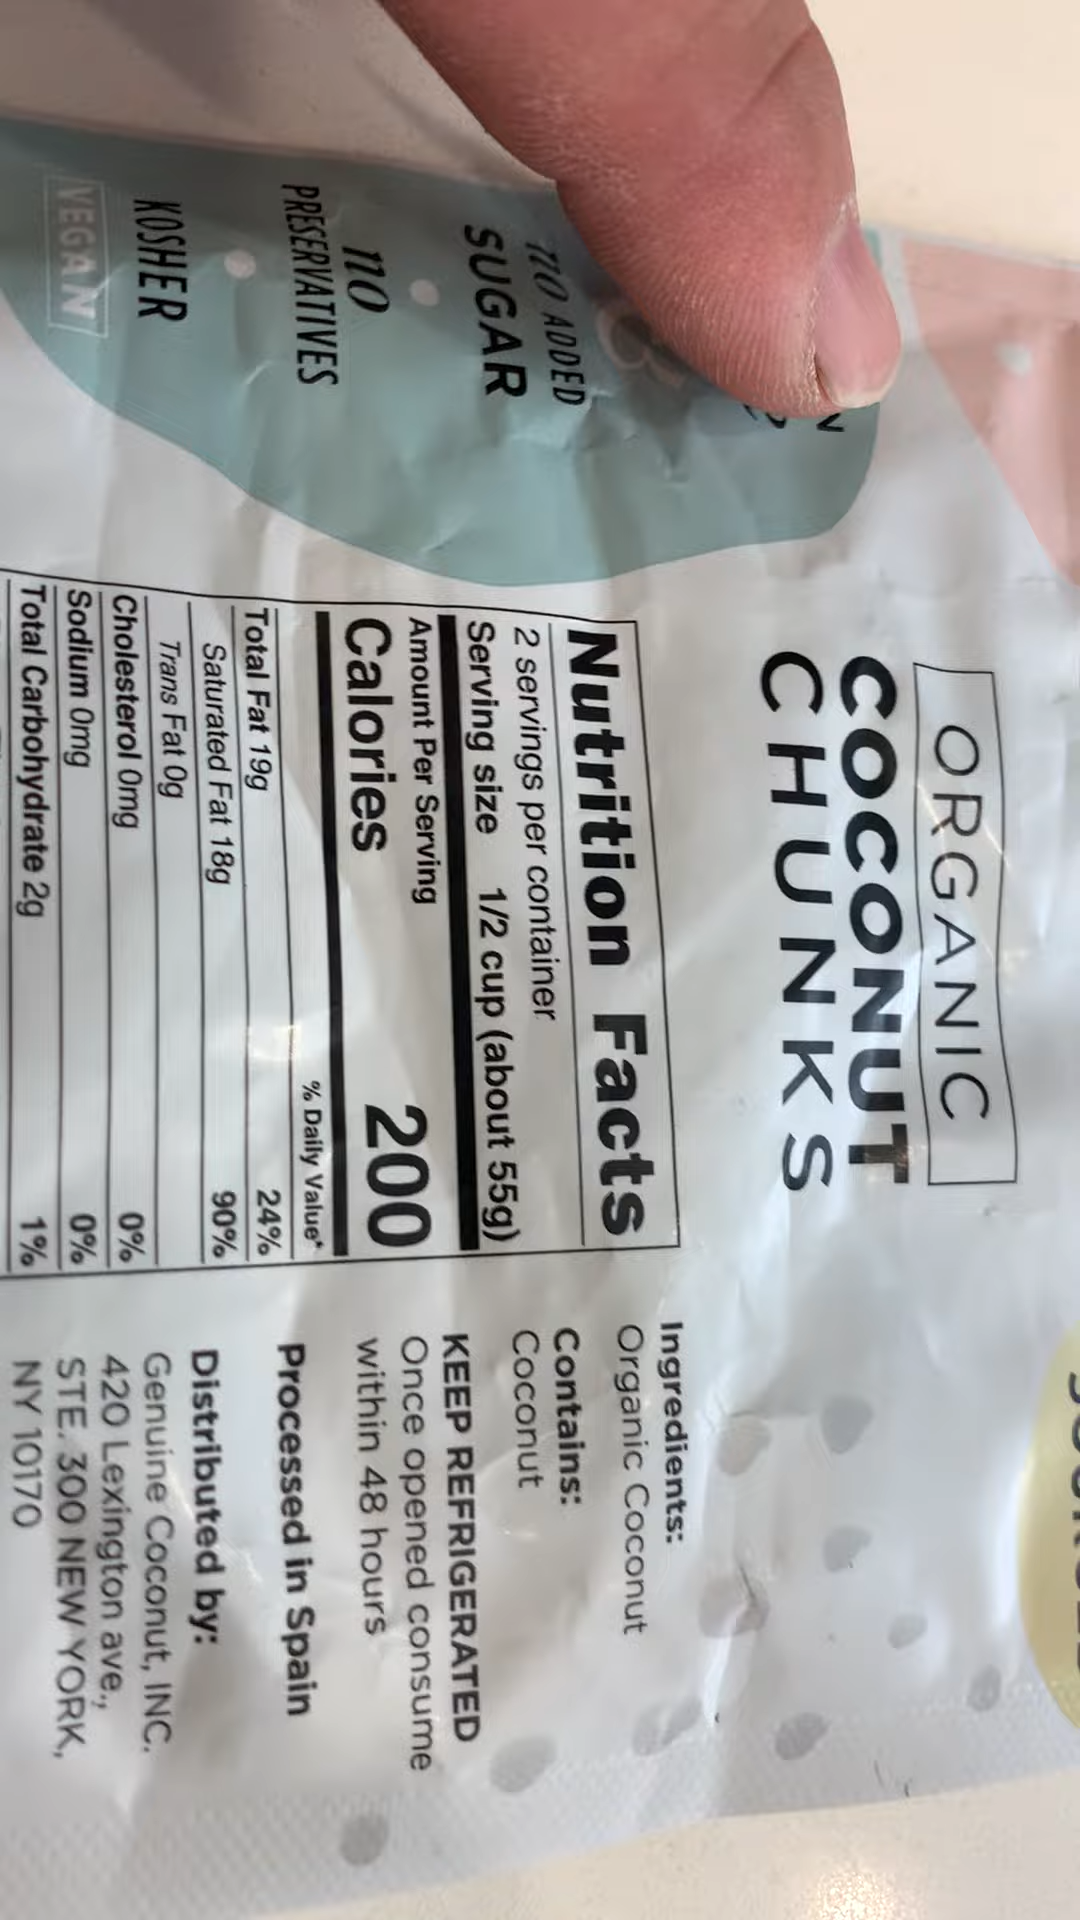 ORGANIC
COCONUT
CHUNKS
no ADDED
SUGAR
no
PRESERVATIVES
KOSHER
VEGAN
Nutrition Facts
2 servings per container
Serving size 1/2 cup (about 55g)
Amount Per Serving
Calories 200
% Daily Value*
Total Fat 19g 24%
Saturated Fat 18g 90%
Trans Fat 0g
Cholesterol 0mg 0%
Sodium 0mg 0%
Total Carbohydrate 2g 1%
Ingredients:
Organic Coconut
Contains:
Coconut
KEEP REFRIGERATED
Once opened consume
within 48 hours
Processed in Spain
Distributed by:
Genuine Coconut, INC.
420 Lexington ave.,
STE. 300 NEW YORK,
NY 10170